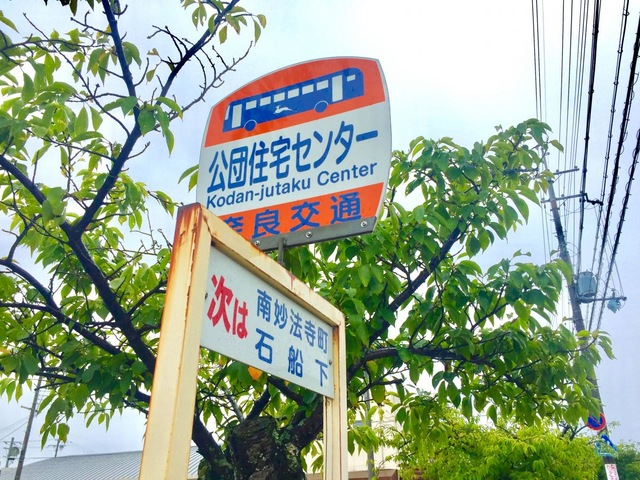 公団住宅センター
Kodan-jutaku Center
奈良交通
次は
南妙法寺町
石船下